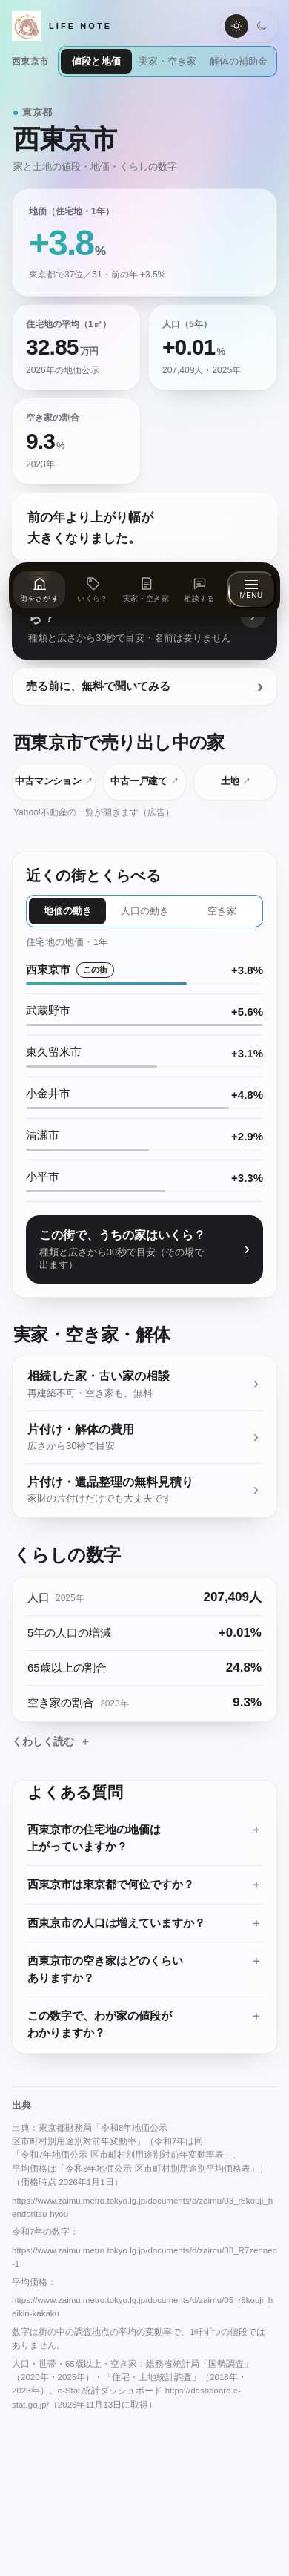 LIFE NOTE
西東京市
値段と地価
実家・空き家
解体の補助金
東京都
西東京市
家と土地の値段・地価・くらしの数字
地価（住宅地・1年）
+3.8%
東京都で37位／51・前の年 +3.5%
住宅地の平均（1㎡）
32.85万円
2026年の地価公示
人口（5年）
+0.01%
207,409人・2025年
空き家の割合
9.3%
2023年
前の年より上がり幅が
大きくなりました。
街をさがす
いくら？
実家・空き家
相談する
MENU
種類と広さから30秒で目安・名前は要りません
売る前に、無料で聞いてみる ›
西東京市で売り出し中の家
中古マンション ↗
中古一戸建て ↗
土地 ↗
Yahoo!不動産の一覧が開きます（広告）
近くの街とくらべる
地価の動き
人口の動き
空き家
住宅地の地価・1年
西東京市 この街 +3.8%
武蔵野市 +5.6%
東久留米市 +3.1%
小金井市 +4.8%
清瀬市 +2.9%
小平市 +3.3%
この街で、うちの家はいくら？
種類と広さから30秒で目安（その場で
出ます）
›
実家・空き家・解体
相続した家・古い家の相談
再建築不可・空き家も。無料
›
片付け・解体の費用
広さから30秒で目安
›
片付け・遺品整理の無料見積り
家財の片付けだけでも大丈夫です
›
くらしの数字
人口 2025年 207,409人
5年の人口の増減 +0.01%
65歳以上の割合 24.8%
空き家の割合 2023年 9.3%
くわしく読む ＋
よくある質問
西東京市の住宅地の地価は
上がっていますか？
＋
西東京市は東京都で何位ですか？ ＋
西東京市の人口は増えていますか？ ＋
西東京市の空き家はどのくらい
ありますか？
＋
この数字で、わが家の値段が
わかりますか？
＋
出典
出典：東京都財務局「令和8年地価公示
区市町村別用途別対前年変動率」（令和7年は同
「令和7年地価公示 区市町村別用途別対前年変動率表」、
平均価格は「令和8年地価公示 区市町村別用途別平均価格表」）
（価格時点 2026年1月1日）
https://www.zaimu.metro.tokyo.lg.jp/documents/d/zaimu/03_r8kouji_h
endoritsu-hyou
令和7年の数字：
https://www.zaimu.metro.tokyo.lg.jp/documents/d/zaimu/03_R7zennen
-1
平均価格：
https://www.zaimu.metro.tokyo.lg.jp/documents/d/zaimu/05_r8kouji_h
eikin-kakaku
数字は街の中の調査地点の平均の変動率で、1軒ずつの値段では
ありません。
人口・世帯・65歳以上・空き家：総務省統計局「国勢調査」
（2020年・2025年）・「住宅・土地統計調査」（2018年・
2023年）。e-Stat 統計ダッシュボード https://dashboard.e-
stat.go.jp/（2026年11月13日に取得）